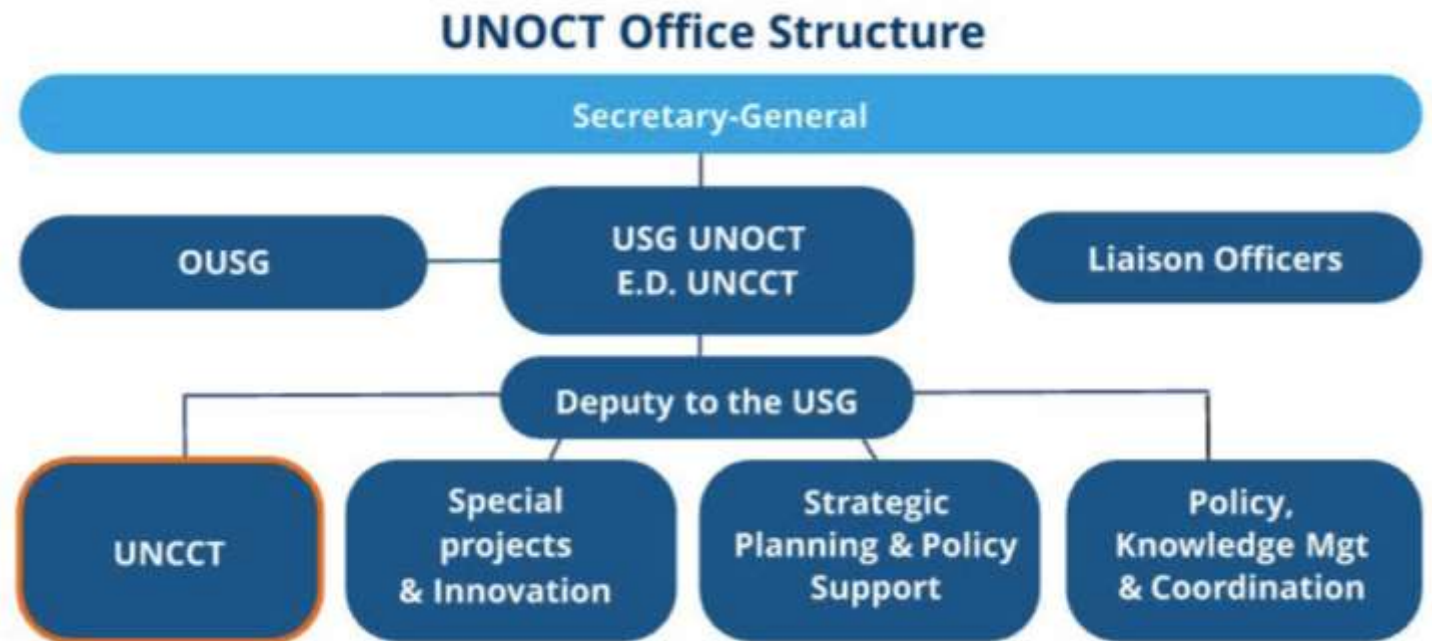 UNOCT Office Structure
Secretary-General
OUSG
USG UNOCT
E.D. UNCCT
Liaison Officers
Deputy to the USG
UNCCT
Special
projects
& Innovation
Strategic
Planning & Policy
Support
Policy,
Knowledge Mgt
& Coordination